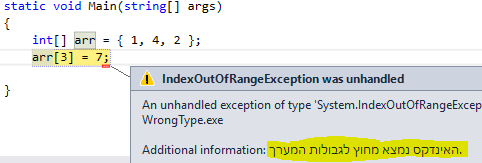 static void Main(string[] args)
{
int[] arr = { 1, 4, 2 };
arr[3] = 7;
}
IndexOutOfRangeException was unhandled
An unhandled exception of type 'System.IndexOutOfRangeExcep
WrongType.exe
Additional information: האינדקס נמצא מחוץ לגבולות המערך.